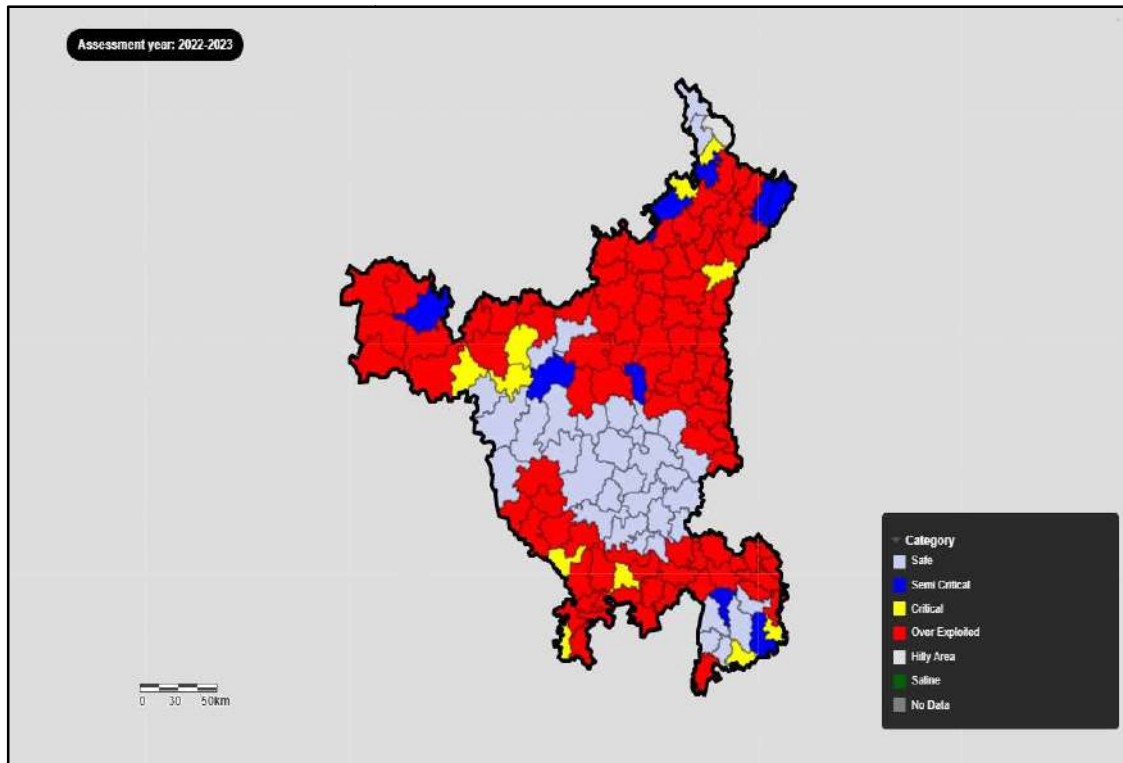 Assessment year: 2022-2023
Category
Safe
Semi Critical
Critical
Over Exploited
Hilly Area
Saline
No Data
0 30 50km